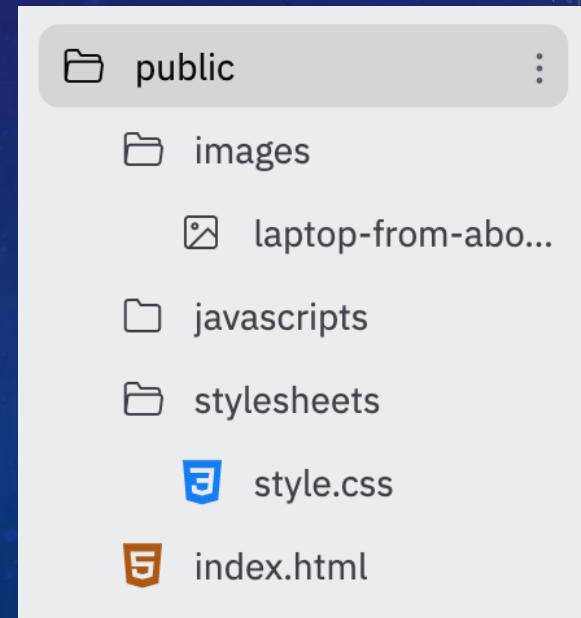 public
images
laptop-from-abo...
javascripts
stylesheets
style.css
index.html